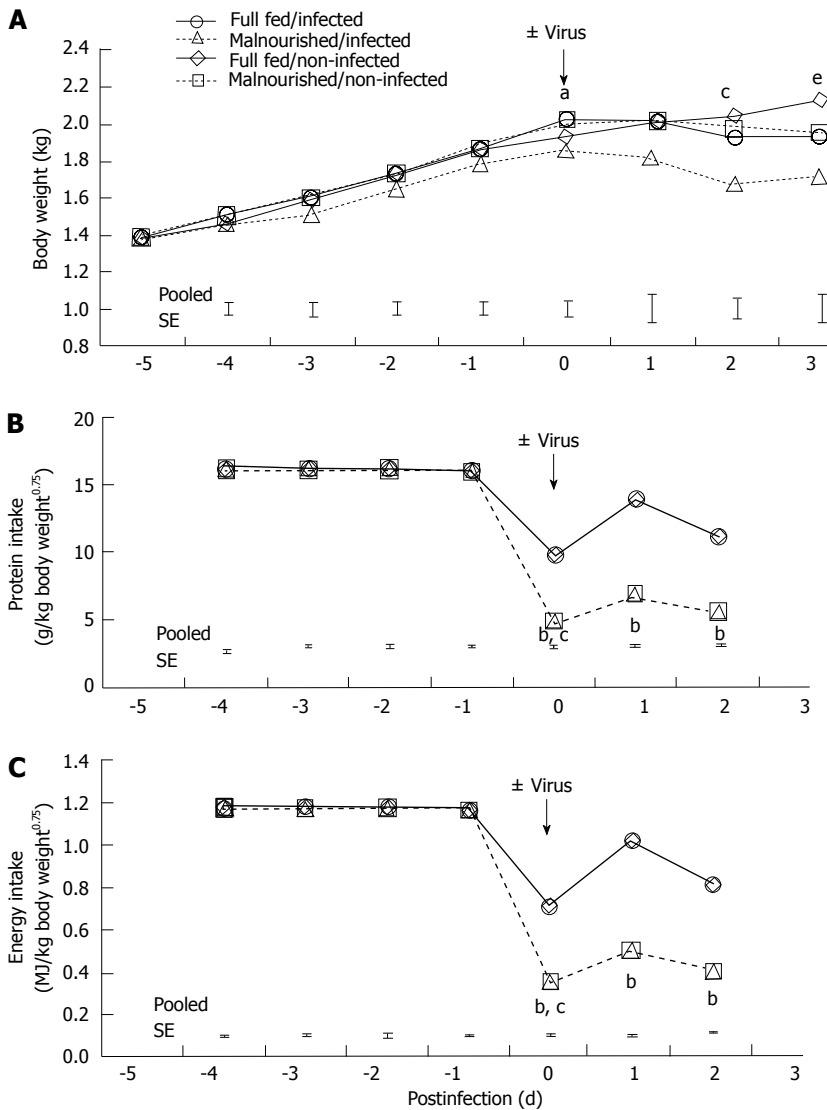 A
Full fed/infected
Malnourished/infected
Full fed/non-infected
Malnourished/non-infected
± Virus
a
c
e
2.4
2.2
2.0
1.8
1.6
1.4
1.2
1.0
0.8
Body weight (kg)
Pooled
SE
-5 -4 -3 -2 -1 0 1 2 3
B
± Virus
20
15
10
5
0
Protein intake
(g/kg body weight0.75)
b, c
b
b
Pooled
SE
-5 -4 -3 -2 -1 0 1 2 3
C
± Virus
1.4
1.2
1.0
0.8
0.6
0.4
0.2
0.0
Energy intake
(MJ/kg body weight0.75)
b, c
b
b
Pooled
SE
-5 -4 -3 -2 -1 0 1 2 3
Postinfection (d)